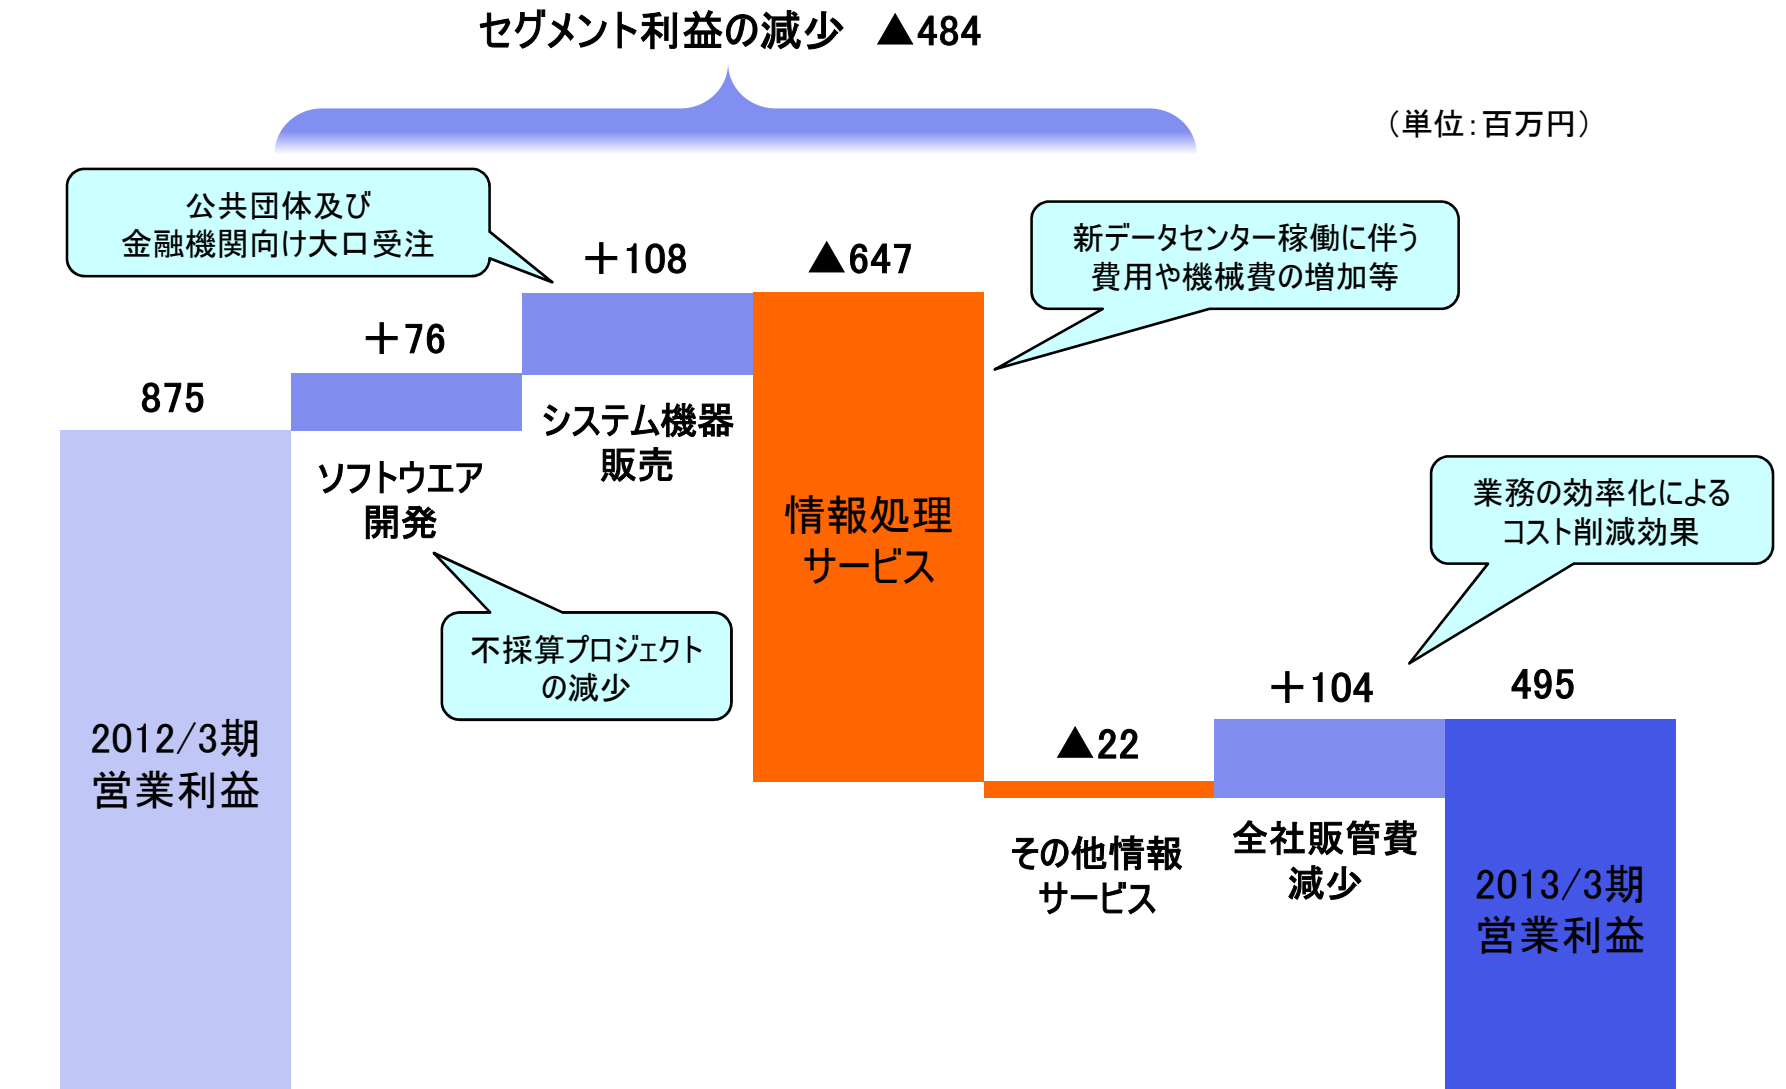 セグメント利益の減少 ▲484
（単位：百万円）
公共団体及び
金融機関向け大口受注
新データセンター稼働に伴う
費用や機械費の増加等
＋108
▲647
＋76
875
システム機器
販売
ソフトウエア
開発
情報処理
サービス
業務の効率化による
コスト削減効果
不採算プロジェクト
の減少
＋104
495
▲22
2012/3期
営業利益
その他情報
サービス
全社販管費
減少
2013/3期
営業利益